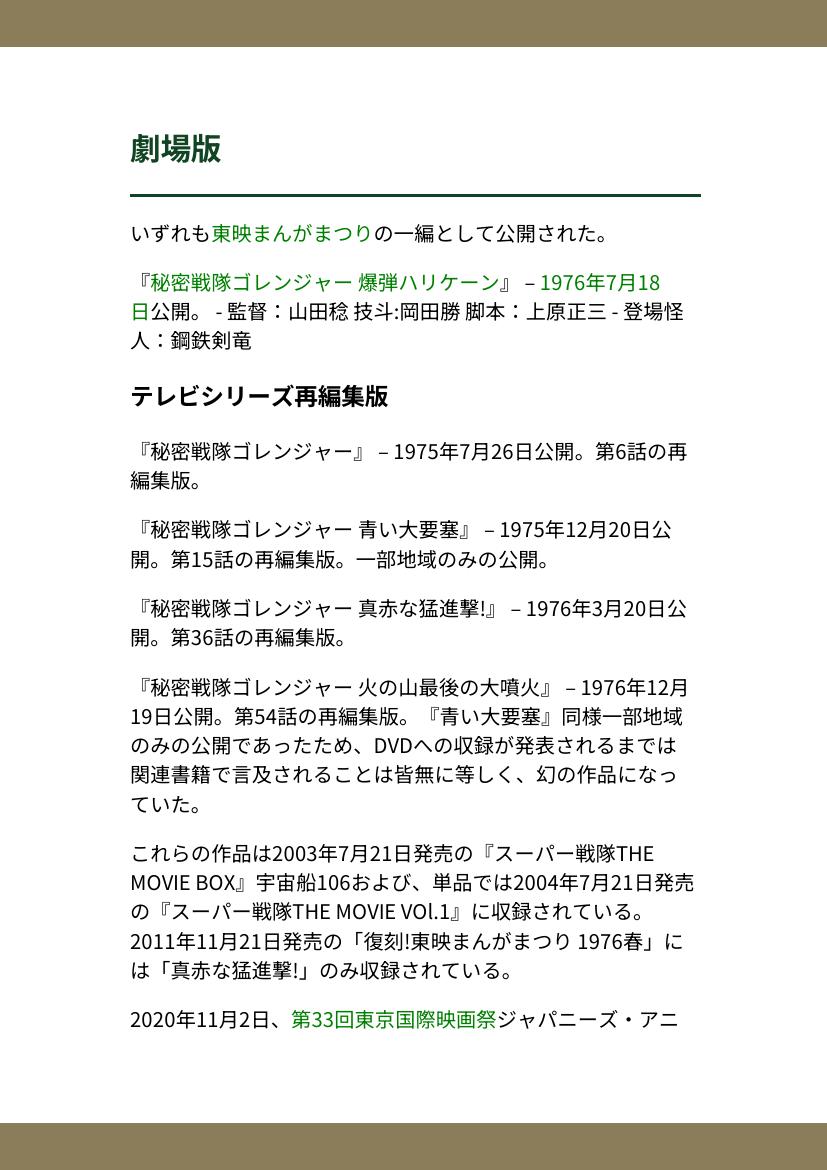 劇場版
いずれも東映まんがまつりの一編として公開された。
『秘密戦隊ゴレンジャー 爆弾ハリケーン』 – 1976年7月18
日公開。 - 監督：山田稔 技斗:岡田勝 脚本：上原正三 - 登場怪
人：鋼鉄剣竜
テレビシリーズ再編集版
『秘密戦隊ゴレンジャー』 – 1975年7月26日公開。第6話の再
編集版。
『秘密戦隊ゴレンジャー 青い大要塞』 – 1975年12月20日公
開。第15話の再編集版。一部地域のみの公開。
『秘密戦隊ゴレンジャー 真赤な猛進撃!』 – 1976年3月20日公
開。第36話の再編集版。
『秘密戦隊ゴレンジャー 火の山最後の大噴火』 – 1976年12月
19日公開。第54話の再編集版。『青い大要塞』同様一部地域
のみの公開であったため、DVDへの収録が発表されるまでは
関連書籍で言及されることは皆無に等しく、幻の作品になっ
ていた。
これらの作品は2003年7月21日発売の『スーパー戦隊THE
MOVIE BOX』宇宙船106および、単品では2004年7月21日発売
の『スーパー戦隊THE MOVIE VOl.1』に収録されている。
2011年11月21日発売の「復刻!東映まんがまつり 1976春」に
は「真赤な猛進撃!」のみ収録されている。
2020年11月2日、第33回東京国際映画祭ジャパニーズ・アニ